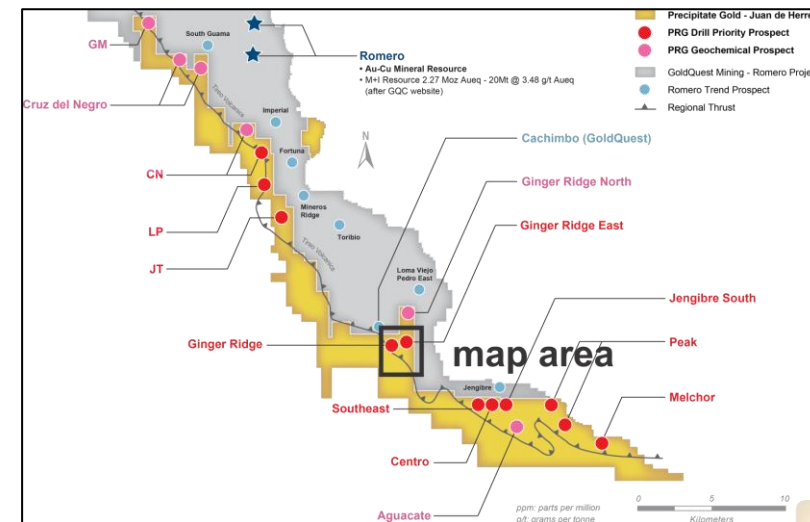 Precipitate Gold - Juan de Herre
PRG Drill Priority Prospect
PRG Geochemical Prospect
GoldQuest Mining - Romero Proje
Romero Trend Prospect
Regional Thrust
GM
South Guama
Romero
• Au-Cu Mineral Resource
• M+I Resource 2.27 Moz Aueq - 20Mt @ 3.48 g/t Aueq
(after GQC website)
Cruz del Negro
Tireo Volcanics
Imperial
N
Cachimbo (GoldQuest)
Fortuna
CN
Ginger Ridge North
Mineros
Ridge
LP
Toribio
Ginger Ridge East
Tireo Volcanics
JT
Loma Viejo
Pedro East
Jengibre South
Ginger Ridge
map area
Peak
Jengibre
Melchor
Southeast
Centro
Aguacate
ppm: parts per million
g/t: grams per tonne
0 5 10
Kilometers